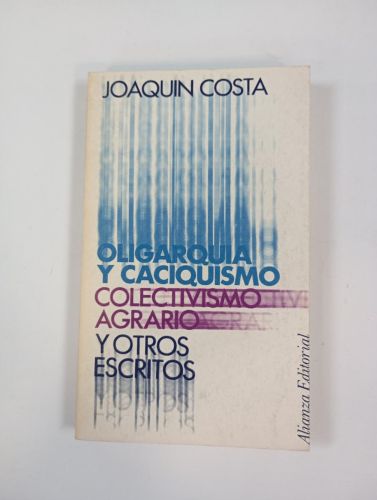 JOAQUIN COSTA
OLIGARQUIA
Y CACIQUISMO
COLECTIVISMO
AGRARIO
Y OTROS
ESCRITOS
Alianza Editorial